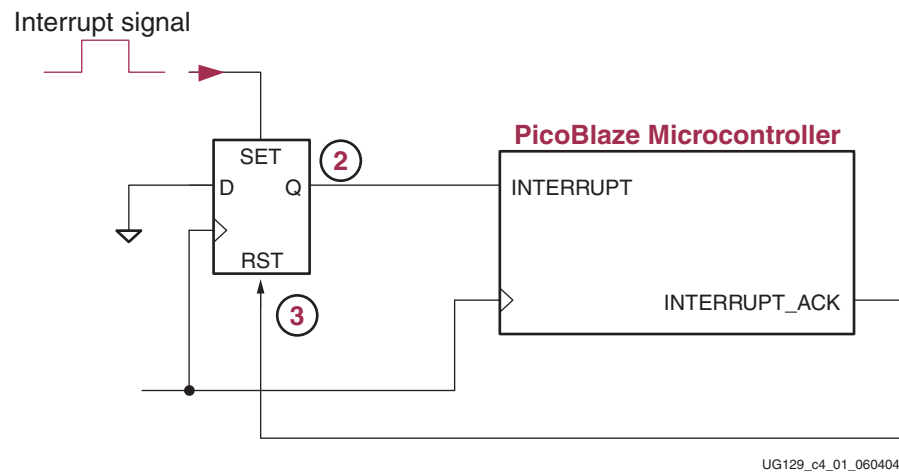 Interrupt signal
PicoBlaze Microcontroller
SET
2
D
Q
INTERRUPT
RST
3
INTERRUPT_ACK
UG129_c4_01_060404